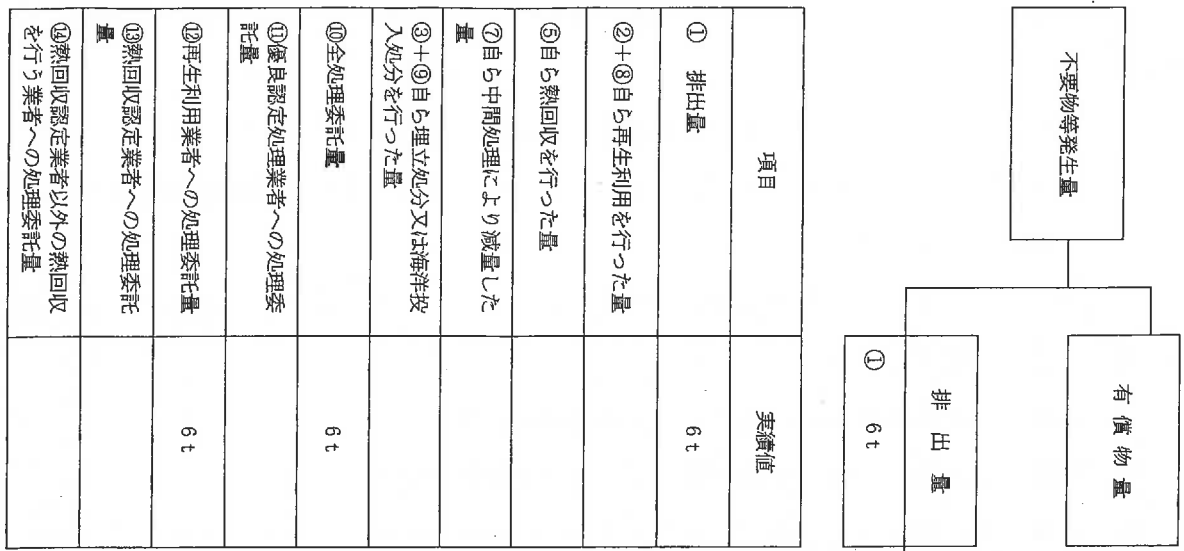 不要物等発生量
有償物量
排出量
① 6t
項目
実績値
① 排出量
6t
②+⑧自ら再生利用を行った量
⑤自ら熱回収を行った量
⑦自ら中間処理により減量した
量
③+⑨自ら埋立処分又は海洋投
入処分を行った量
⑩全処理委託量
6t
⑪優良認定処理業者への処理委
託量
⑫再生利用業者への処理委託量
6t
⑬熱回収認定業者への処理委託
量
⑭熱回収認定業者以外の熱回収
を行う業者への処理委託量